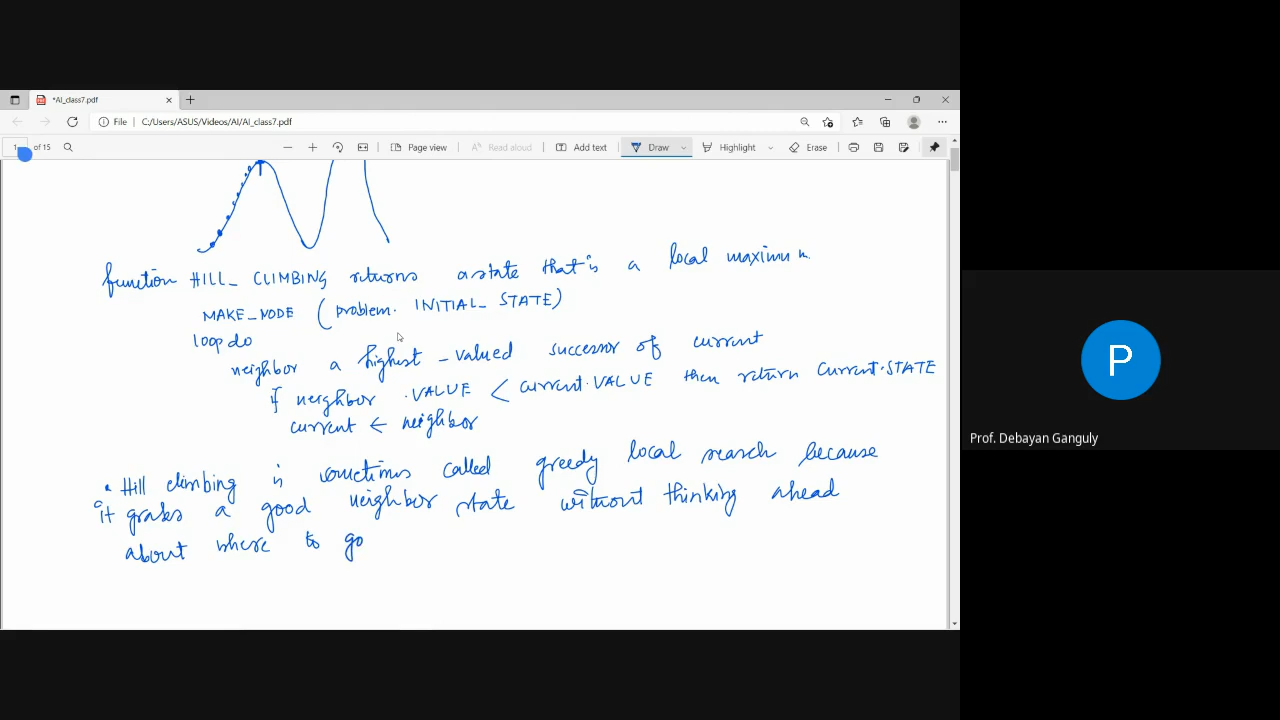 *AI_class7.pdf
File C:/Users/ASUS/Videos/AI/AI_class7.pdf
1 of 15 Page view Read aloud Add text Draw Highlight Erase
function HILL_CLIMBING returns a state that is a local maximum
MAKE_NODE (problem. INITIAL_STATE)
loop do
neighbor a highest-valued successor of current
if neighbor .VALUE < current.VALUE then return current.STATE
current ← neighbor
• Hill climbing is sometimes called greedy local search because
it grabs a good neighbor state without thinking ahead
about where to go
P
Prof. Debayan Ganguly